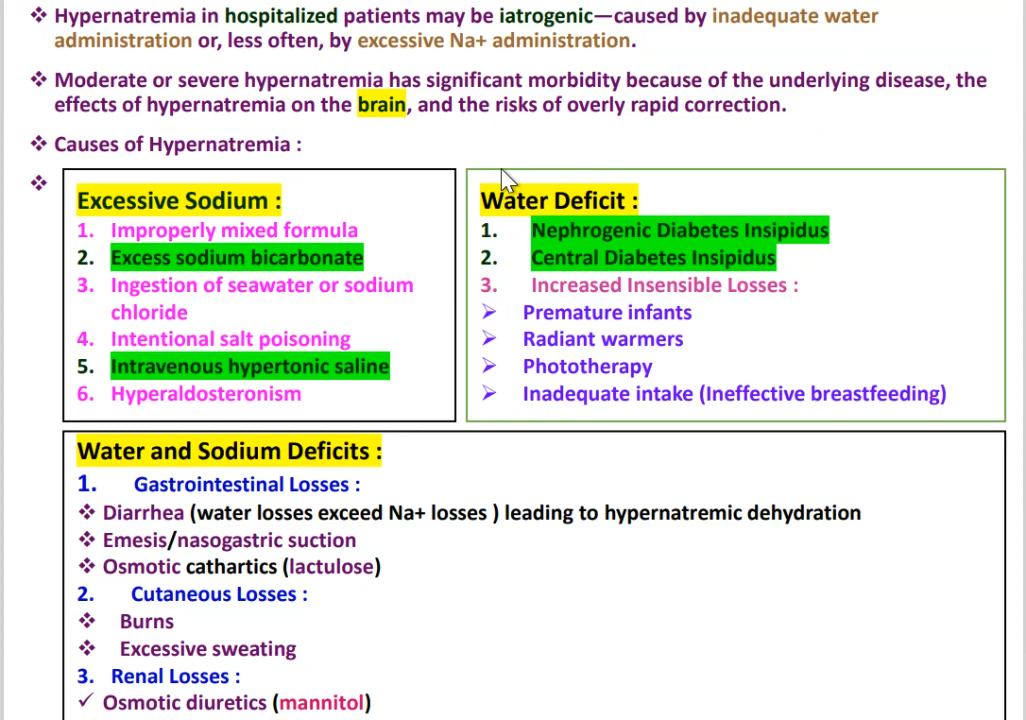 ❖ Hypernatremia in hospitalized patients may be iatrogenic—caused by inadequate water
administration or, less often, by excessive Na+ administration.
❖ Moderate or severe hypernatremia has significant morbidity because of the underlying disease, the
effects of hypernatremia on the brain, and the risks of overly rapid correction.
❖ Causes of Hypernatremia :
❖
Excessive Sodium :
1. Improperly mixed formula
2. Excess sodium bicarbonate
3. Ingestion of seawater or sodium
chloride
4. Intentional salt poisoning
5. Intravenous hypertonic saline
6. Hyperaldosteronism
Water Deficit :
1. Nephrogenic Diabetes Insipidus
2. Central Diabetes Insipidus
3. Increased Insensible Losses :
➢ Premature infants
➢ Radiant warmers
➢ Phototherapy
➢ Inadequate intake (Ineffective breastfeeding)
Water and Sodium Deficits :
1. Gastrointestinal Losses :
❖ Diarrhea (water losses exceed Na+ losses ) leading to hypernatremic dehydration
❖ Emesis/nasogastric suction
❖ Osmotic cathartics (lactulose)
2. Cutaneous Losses :
❖ Burns
❖ Excessive sweating
3. Renal Losses :
✓ Osmotic diuretics (mannitol)